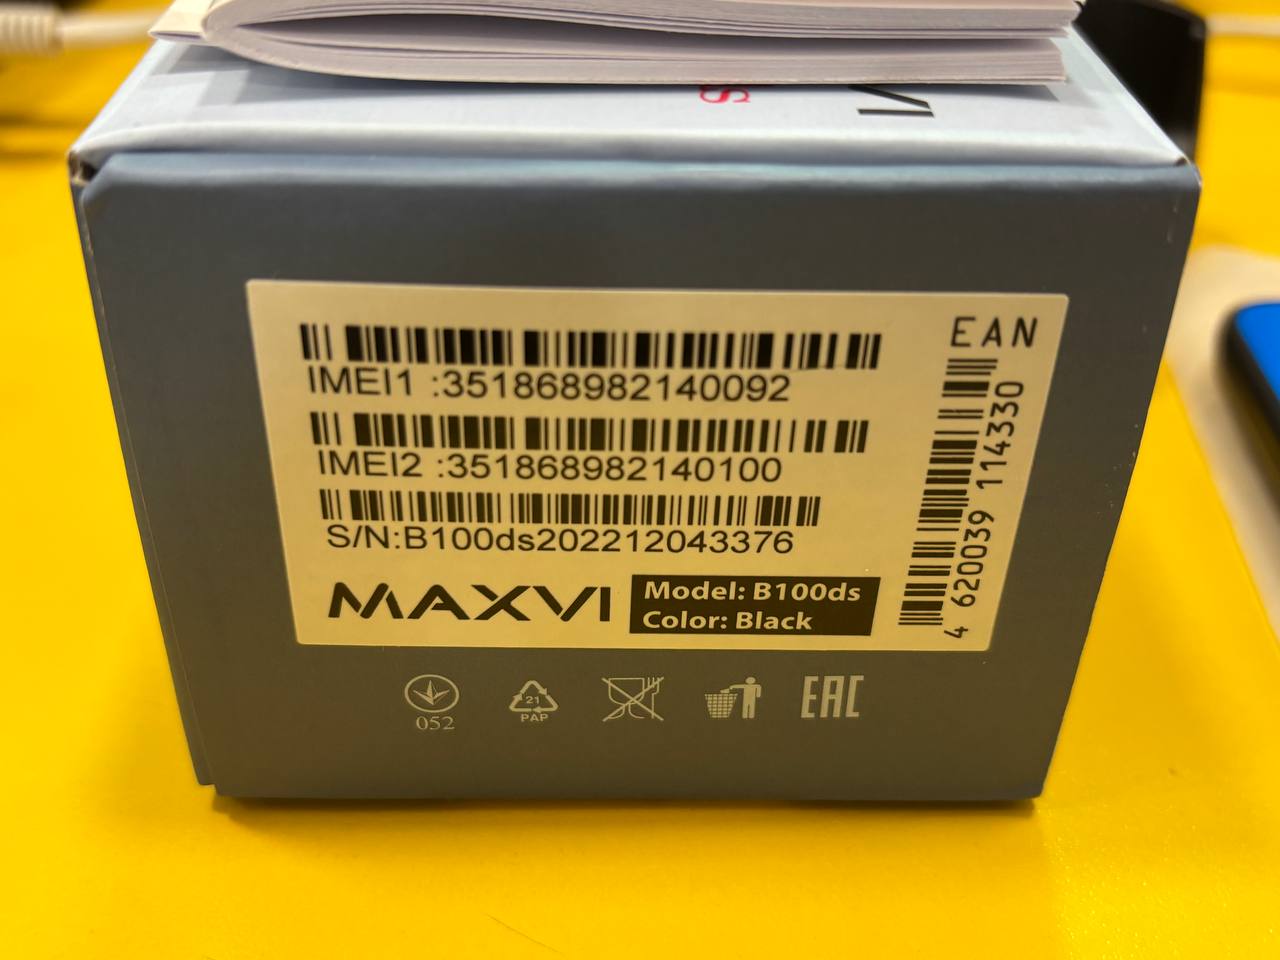 S
EAN
IMEI1 :351868982140092
IMEI2 :351868982140100
S/N:B100ds202212043376
4 620039 114330
MAXVI
Model: B100ds
Color: Black
052
21
PAP
EAC